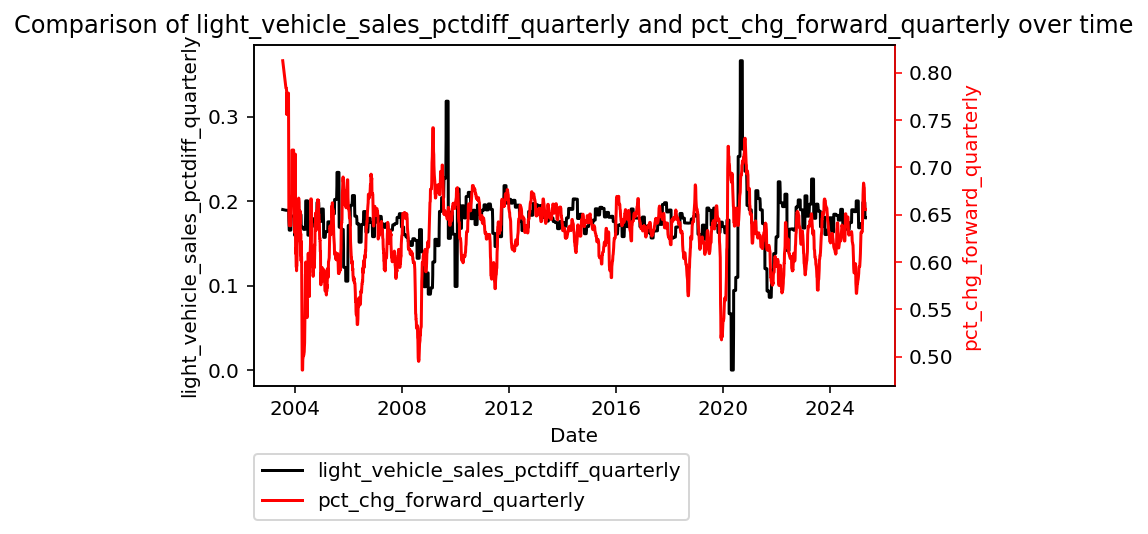 Comparison of light_vehicle_sales_pctdiff_quarterly and pct_chg_forward_quarterly over time
light_vehicle_sales_pctdiff_quarterly
0.3
0.2
0.1
0.0
0.80
0.75
0.70
0.65
0.60
0.55
0.50
pct_chg_forward_quarterly
2004 2008 2012 2016 2020 2024
Date
light_vehicle_sales_pctdiff_quarterly
pct_chg_forward_quarterly